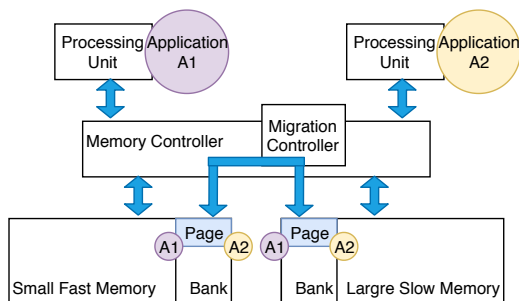 Processing Unit
Application A1
Processing Unit
Application A2
Memory Controller
Migration Controller
Page
Page
A1
A2
A1
A2
Small Fast Memory
Bank
Bank
Largre Slow Memory